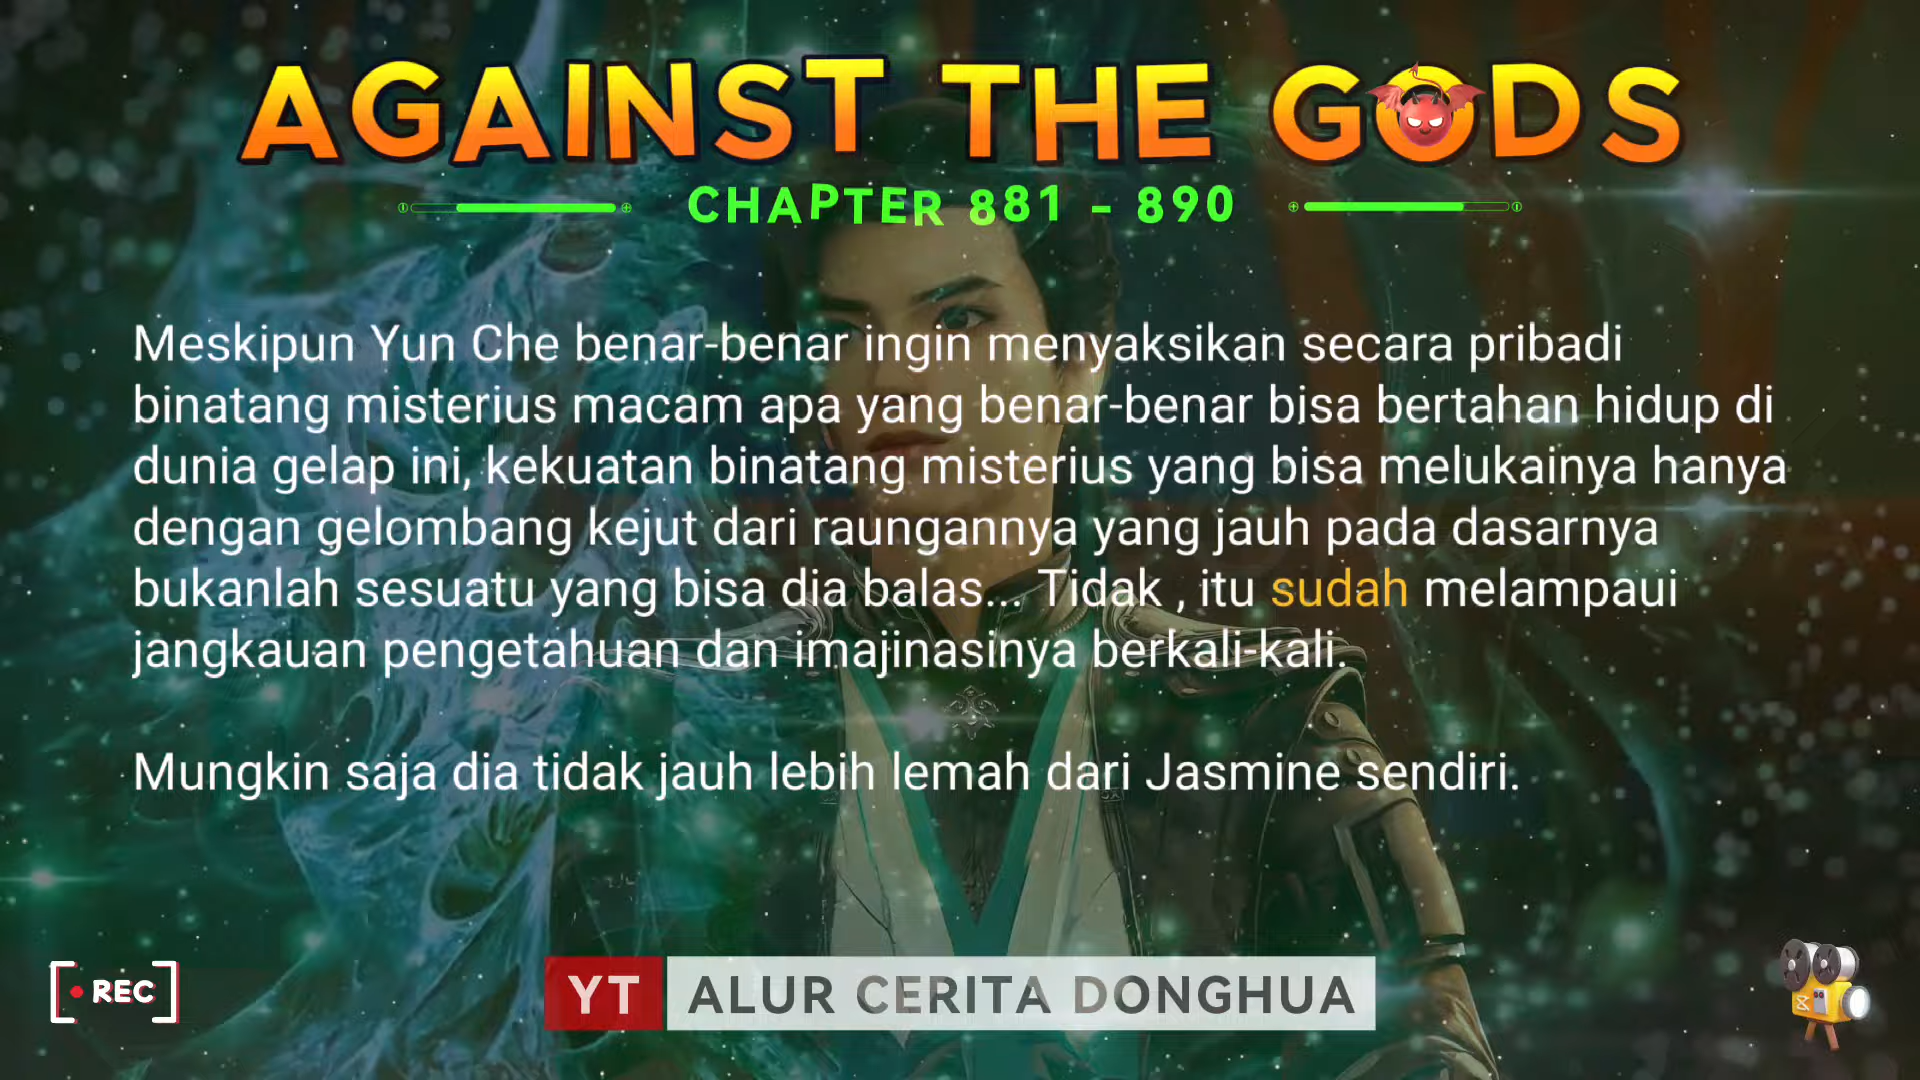 AGAINST THE GODS
CHAPTER 881 - 890
Meskipun Yun Che benar-benar ingin menyaksikan secara pribadi
binatang misterius macam apa yang benar-benar bisa bertahan hidup di
dunia gelap ini, kekuatan binatang misterius yang bisa melukainya hanya
dengan gelombang kejut dari raungannya yang jauh pada dasarnya
bukanlah sesuatu yang bisa dia balas... Tidak , itu sudah melampaui
jangkauan pengetahuan dan imajinasinya berkali-kali.
Mungkin saja dia tidak jauh lebih lemah dari Jasmine sendiri.
REC
YT ALUR CERITA DONGHUA